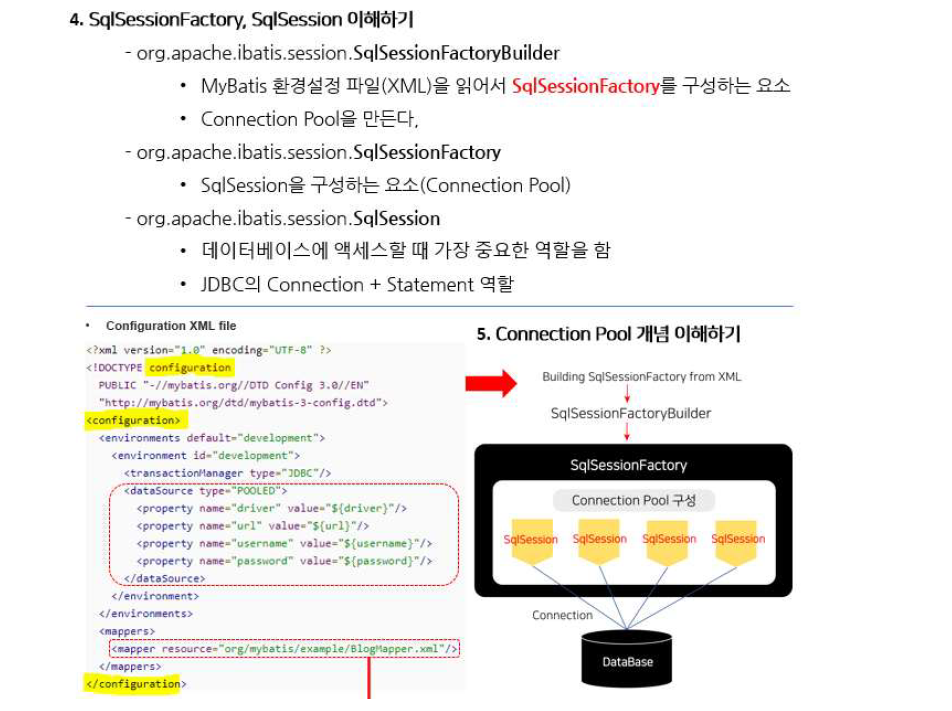 4. SqlSessionFactory, SqlSession 이해하기
- org.apache.ibatis.session.SqlSessionFactoryBuilder
• MyBatis 환경설정 파일(XML)을 읽어서 SqlSessionFactory를 구성하는 요소
• Connection Pool을 만든다,
- org.apache.ibatis.session.SqlSessionFactory
• SqlSession을 구성하는 요소(Connection Pool)
- org.apache.ibatis.session.SqlSession
• 데이터베이스에 액세스할 때 가장 중요한 역할을 함
• JDBC의 Connection + Statement 역할
• Configuration XML file
<?xml version="1.0" encoding="UTF-8" ?>
<!DOCTYPE configuration
PUBLIC "-//mybatis.org//DTD Config 3.0//EN"
"http://mybatis.org/dtd/mybatis-3-config.dtd">
<configuration>
<environments default="development">
<environment id="development">
<transactionManager type="JDBC"/>
<dataSource type="POOLED">
<property name="driver" value="${driver}"/>
<property name="url" value="${url}"/>
<property name="username" value="${username}"/>
<property name="password" value="${password}"/>
</dataSource>
</environment>
</environments>
<mappers>
<mapper resource="org/mybatis/example/BlogMapper.xml"/>
</mappers>
</configuration>
5. Connection Pool 개념 이해하기
Building SqlSessionFactory from XML
SqlSessionFactoryBuilder
SqlSessionFactory
Connection Pool 구성
SqlSession SqlSession SqlSession SqlSession
Connection
DataBase